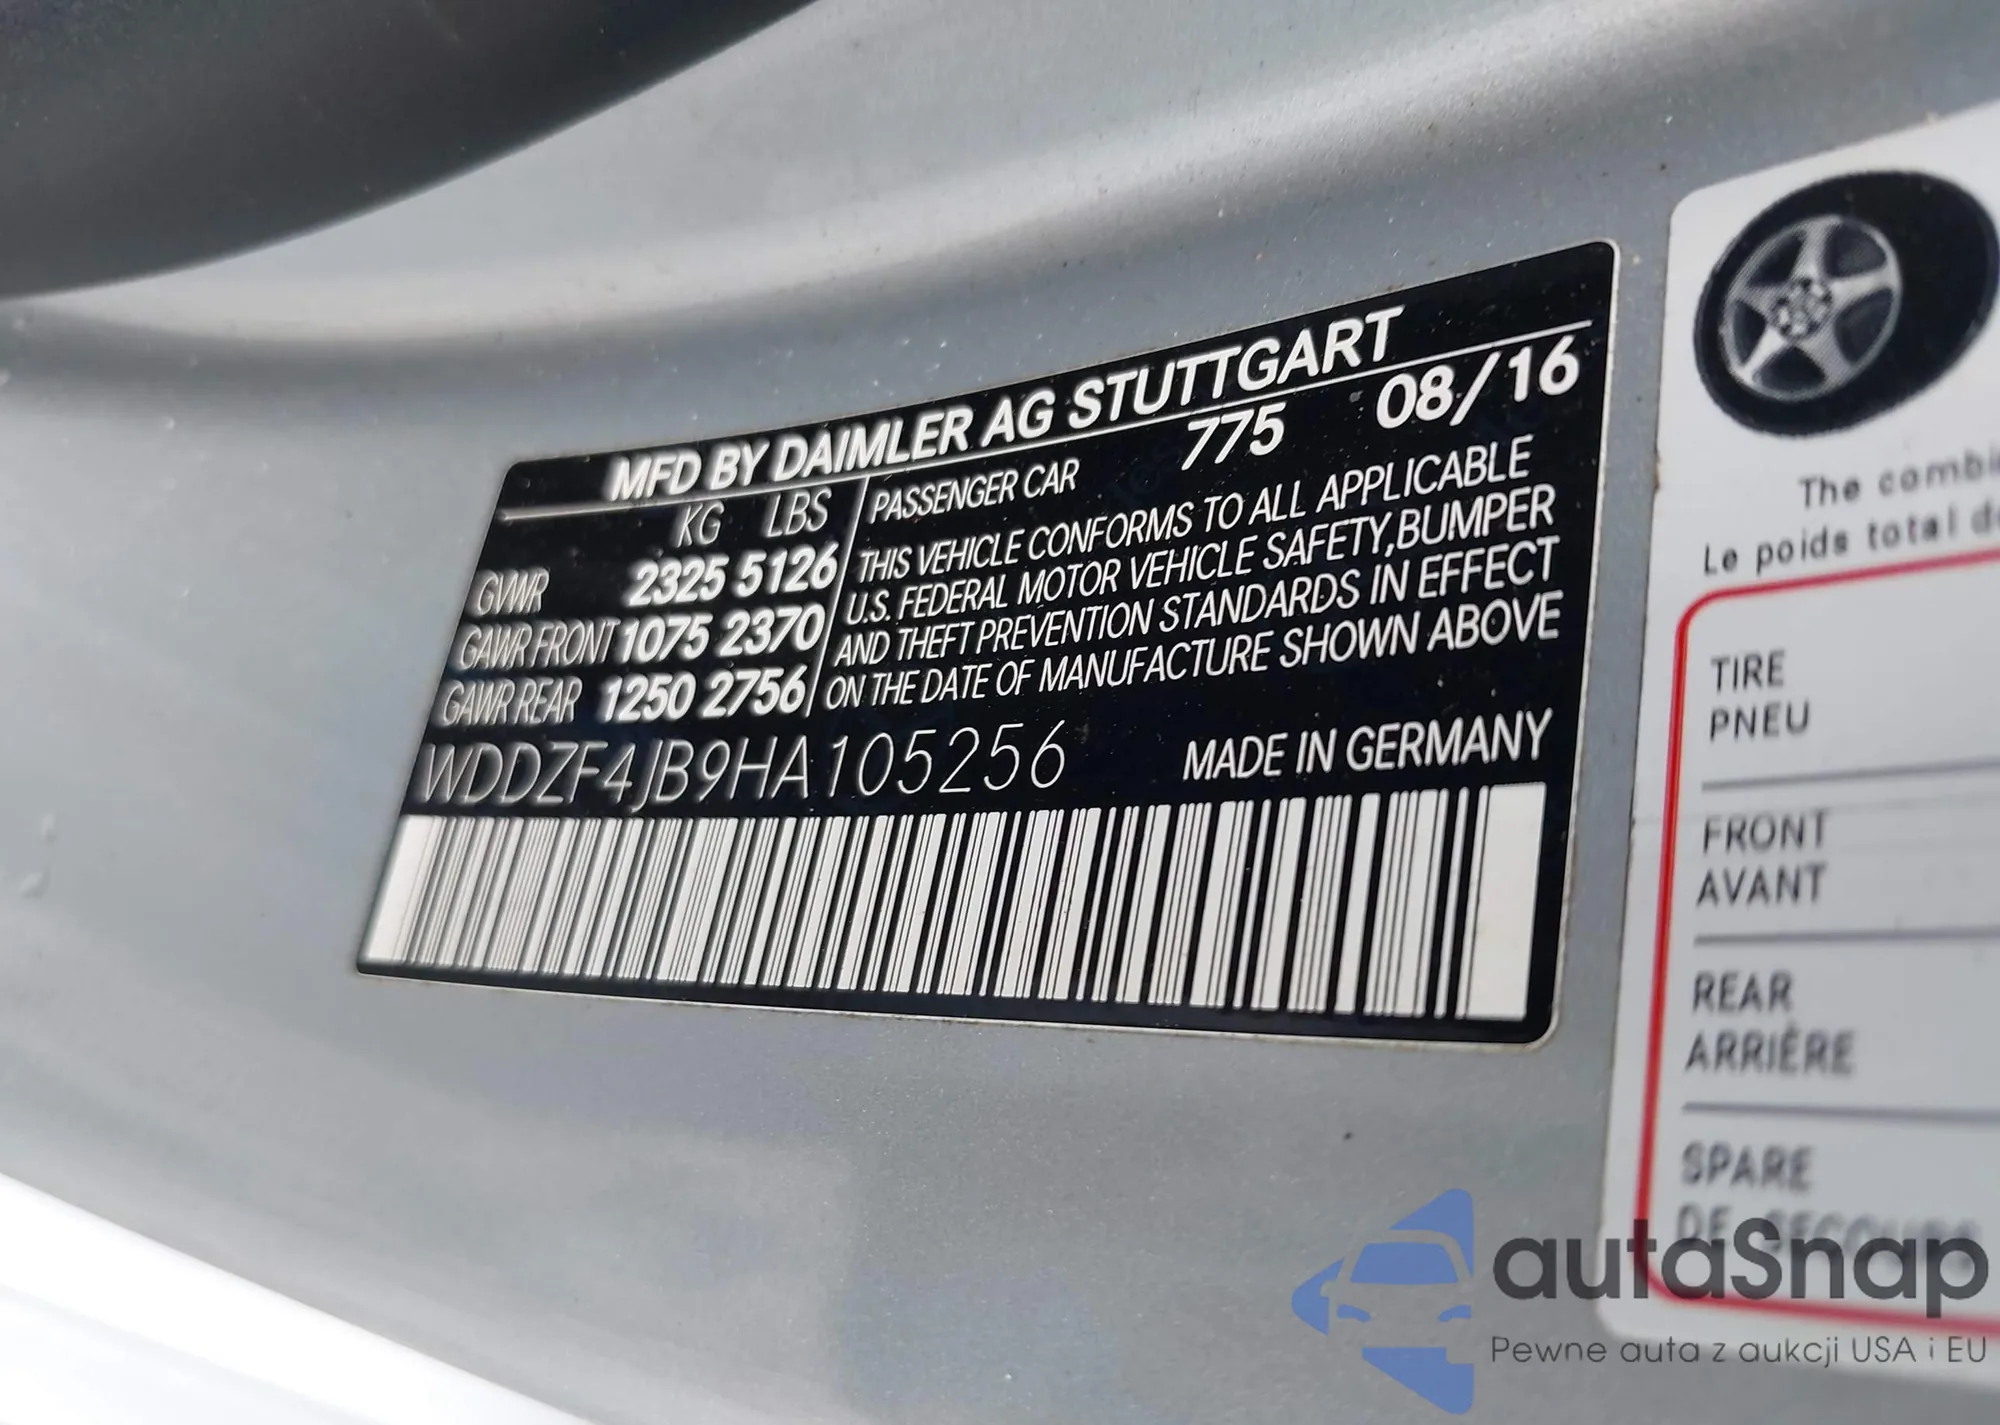 MFD BY DAIMLER AG STUTTGART
KG LBS
PASSENGER CAR 775 08/16
GVWR 2325 5126
GAWR FRONT 1075 2370
GAWR REAR 1250 2756
THIS VEHICLE CONFORMS TO ALL APPLICABLE
U.S. FEDERAL MOTOR VEHICLE SAFETY, BUMPER
AND THEFT PREVENTION STANDARDS IN EFFECT
ON THE DATE OF MANUFACTURE SHOWN ABOVE
WDDZF4JB9HA105256 MADE IN GERMANY
The combi
Le poids total d
TIRE
PNEU
FRONT
AVANT
REAR
ARRIÈRE
SPARE
DE SECOURS
autaSnap
Pewne auta z aukcji USA i EU